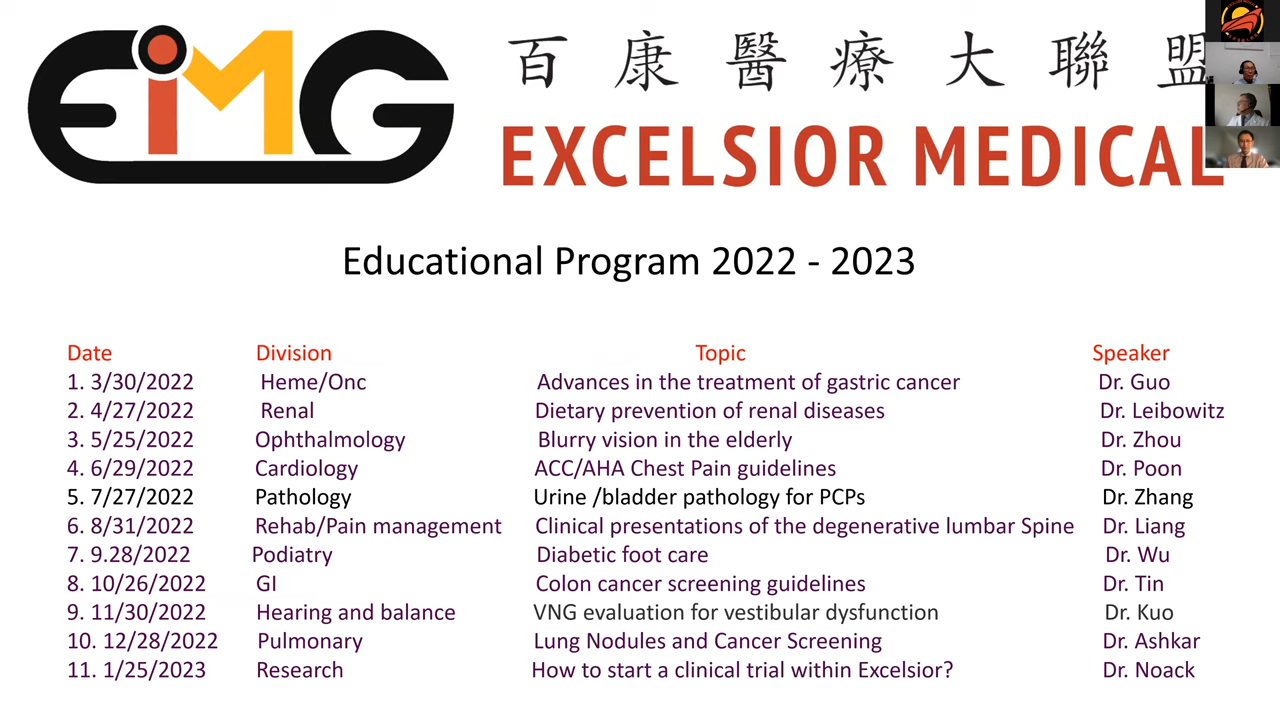 EiMG
百康醫療大聯盟
EXCELSIOR MEDICAL
Educational Program 2022 - 2023
Date Division Topic Speaker
1. 3/30/2022 Heme/Onc Advances in the treatment of gastric cancer Dr. Guo
2. 4/27/2022 Renal Dietary prevention of renal diseases Dr. Leibowitz
3. 5/25/2022 Ophthalmology Blurry vision in the elderly Dr. Zhou
4. 6/29/2022 Cardiology ACC/AHA Chest Pain guidelines Dr. Poon
5. 7/27/2022 Pathology Urine /bladder pathology for PCPs Dr. Zhang
6. 8/31/2022 Rehab/Pain management Clinical presentations of the degenerative lumbar Spine Dr. Liang
7. 9.28/2022 Podiatry Diabetic foot care Dr. Wu
8. 10/26/2022 GI Colon cancer screening guidelines Dr. Tin
9. 11/30/2022 Hearing and balance VNG evaluation for vestibular dysfunction Dr. Kuo
10. 12/28/2022 Pulmonary Lung Nodules and Cancer Screening Dr. Ashkar
11. 1/25/2023 Research How to start a clinical trial within Excelsior? Dr. Noack